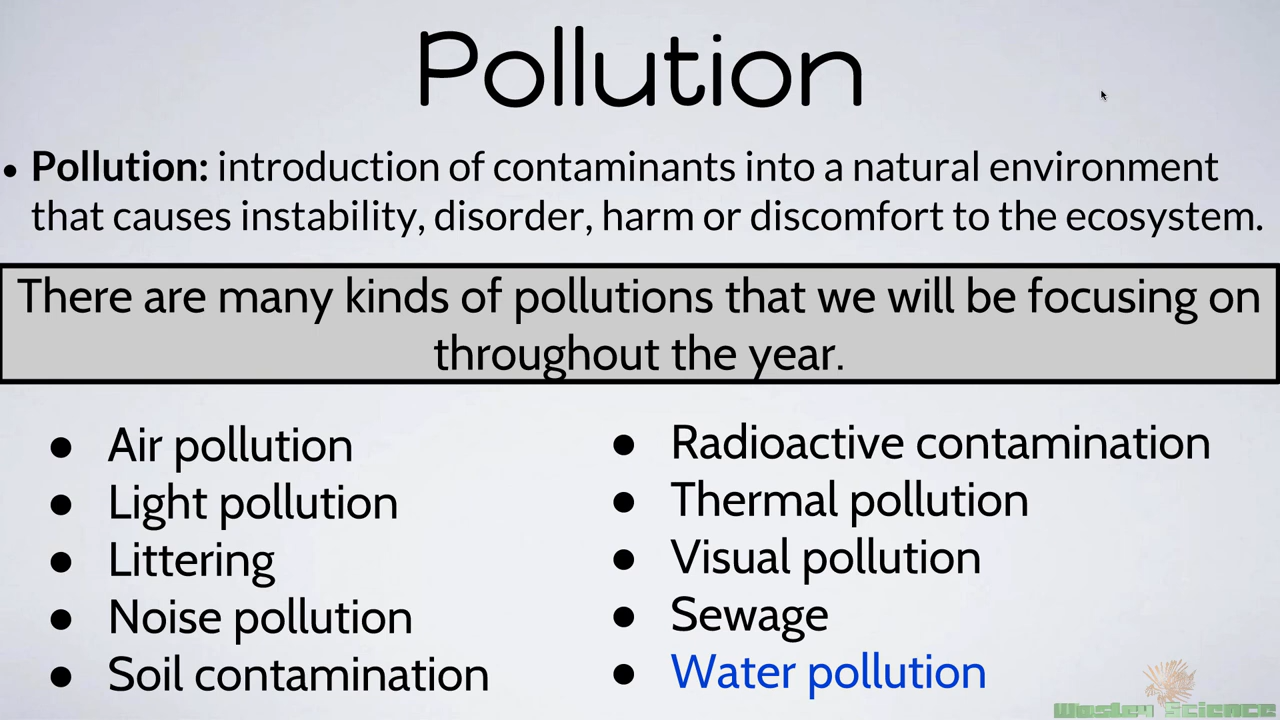 Pollution
• Pollution: introduction of contaminants into a natural environment
that causes instability, disorder, harm or discomfort to the ecosystem.
There are many kinds of pollutions that we will be focusing on
throughout the year.
● Air pollution
● Light pollution
● Littering
● Noise pollution
● Soil contamination
● Radioactive contamination
● Thermal pollution
● Visual pollution
● Sewage
● Water pollution
Wosley Science